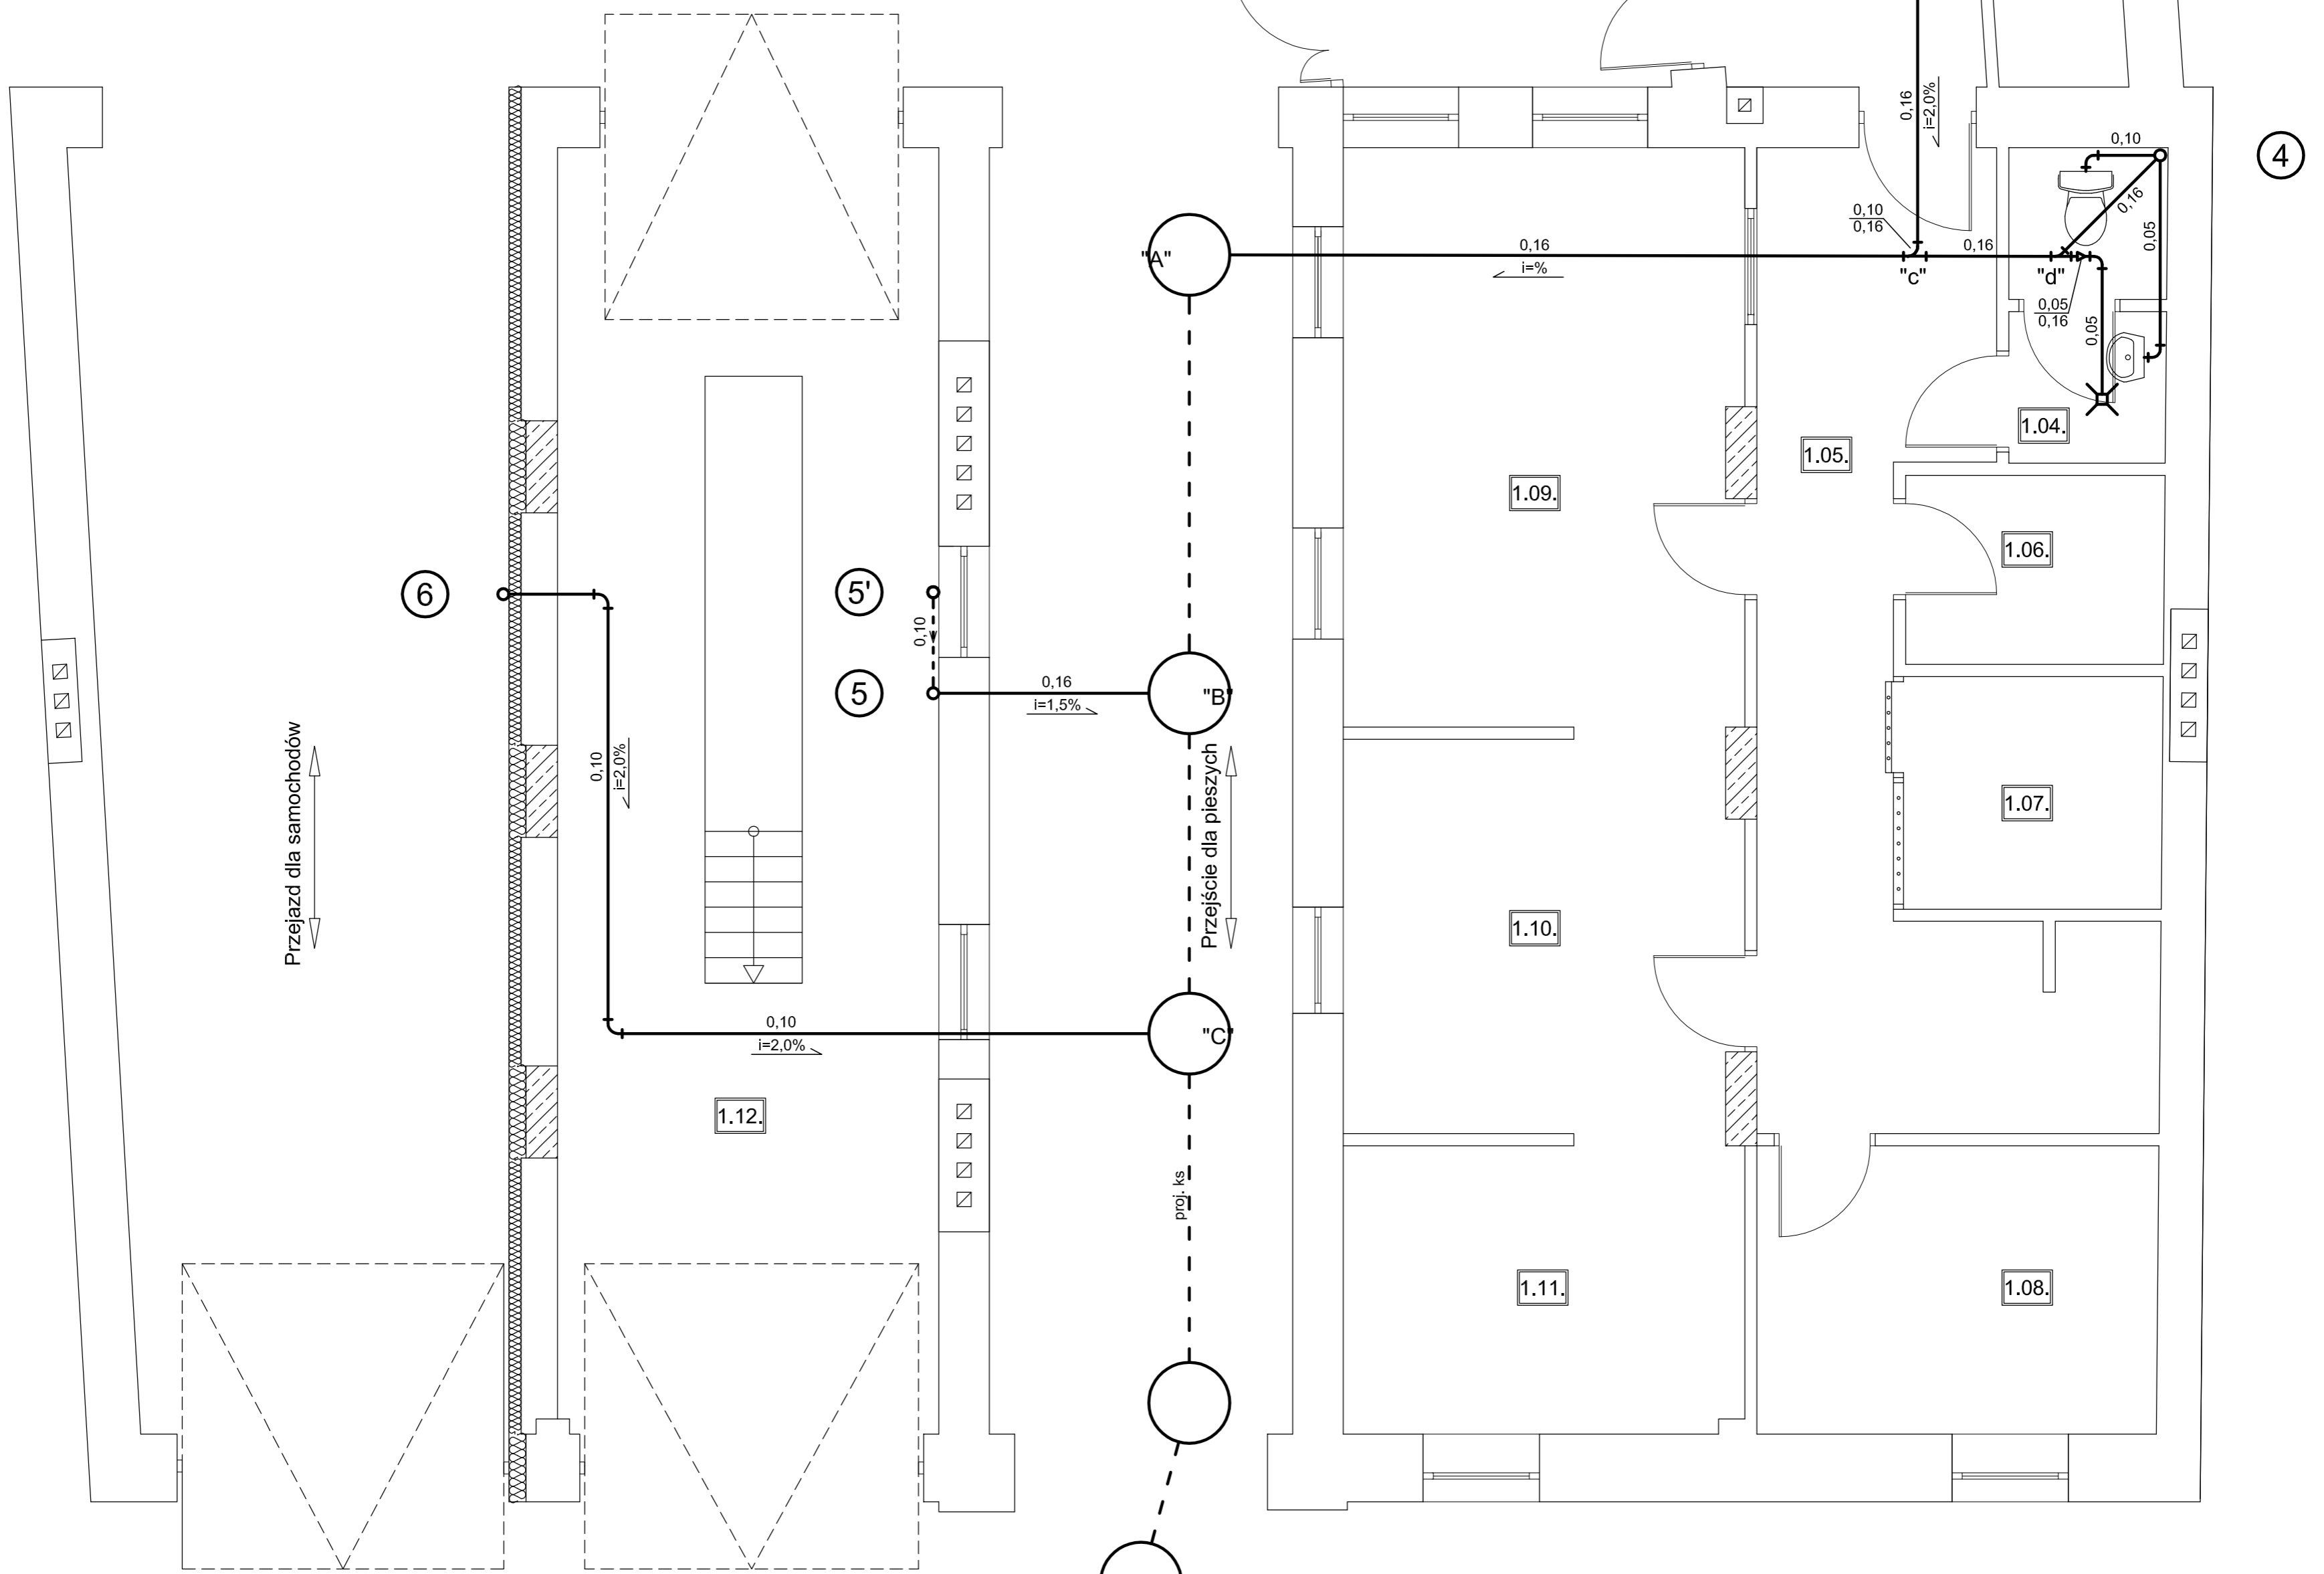 0,16
i=2,0%
0,10
4
0,16
0,05
0,10
0,16
"A"
0,16
i=%
"c"
0,16
"d"
0,05
0,16
0,05
1.04.
1.05.
1.09.
1.06.
6
5'
0,10
5
0,16
i=1,5%
"B"
0,10
i=2,0%
Przejazd dla samochodów
Przejście dla pieszych
1.07.
1.10.
0,10
i=2,0%
"C"
1.12.
proj. ks
1.11.
1.08.